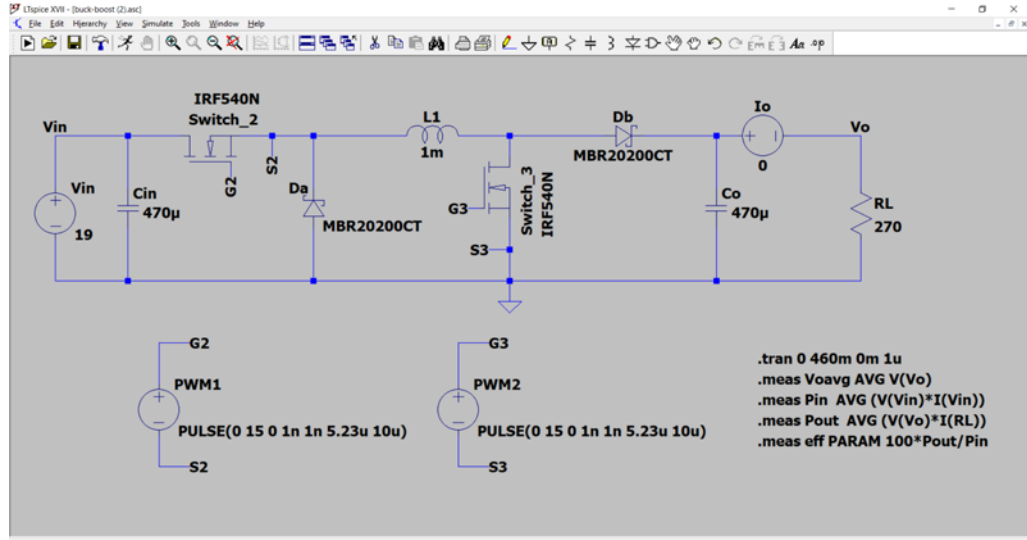 LTspice XVII - [buck-boost (2).asc]
File Edit Hierarchy View Simulate Tools Window Help
IRF540N
Switch_2
Vin
L1
1m
Db
MBR20200CT
Io
0
Vo
S2
G2
Vin
19
Cin
470µ
Da
MBR20200CT
G3
Switch_3
IRF540N
S3
Co
470µ
RL
270
G2
PWM1
PULSE(0 15 0 1n 1n 5.23u 10u)
S2
G3
PWM2
PULSE(0 15 0 1n 1n 5.23u 10u)
S3
.tran 0 460m 0m 1u
.meas Voavg AVG V(Vo)
.meas Pin AVG (V(Vin)*I(Vin))
.meas Pout AVG (V(Vo)*I(RL))
.meas eff PARAM 100*Pout/Pin